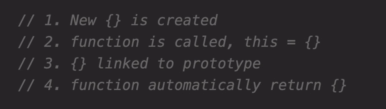 // 1. New {} is created
// 2. function is called, this = {}
// 3. {} linked to prototype
// 4. function automatically return {}